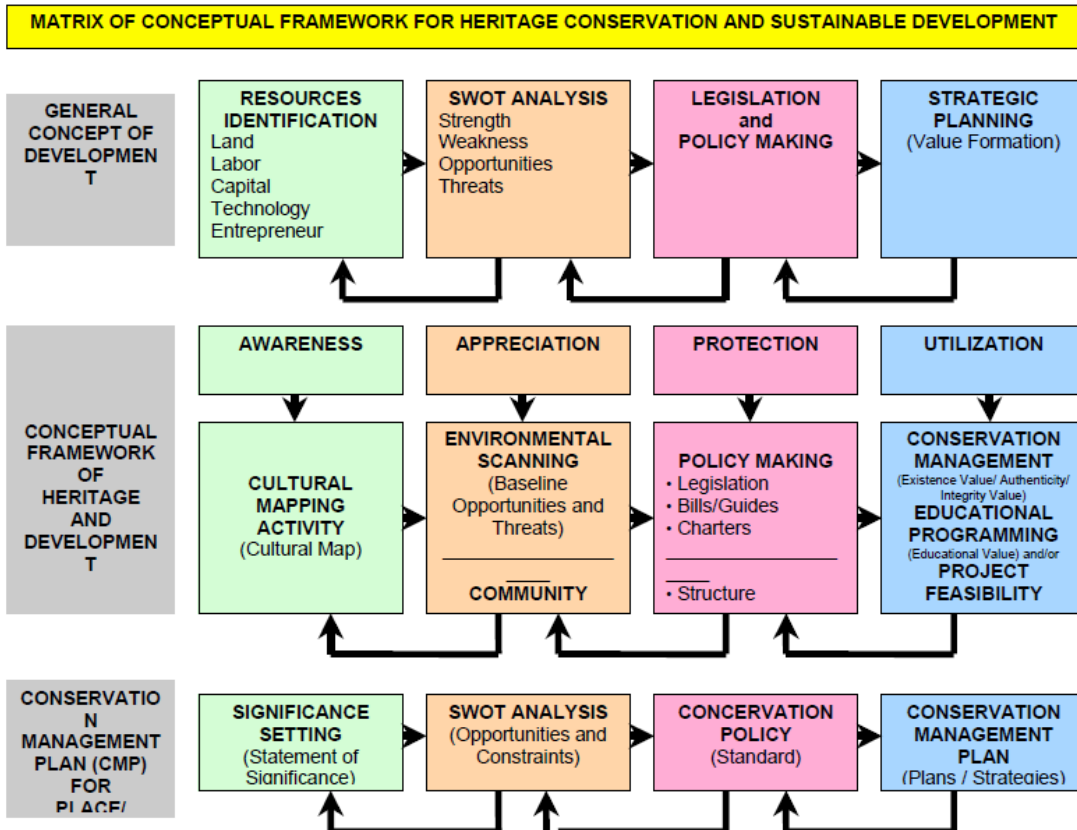 MATRIX OF CONCEPTUAL FRAMEWORK FOR HERITAGE CONSERVATION AND SUSTAINABLE DEVELOPMENT
GENERAL
CONCEPT OF
DEVELOPMEN
T
RESOURCES
IDENTIFICATION
Land
Labor
Capital
Technology
Entrepreneur
SWOT ANALYSIS
Strength
Weakness
Opportunities
Threats
LEGISLATION
and
POLICY MAKING
STRATEGIC
PLANNING
(Value Formation)
CONCEPTUAL
FRAMEWORK
OF
HERITAGE
AND
DEVELOPMEN
T
AWARENESS
APPRECIATION
PROTECTION
UTILIZATION
CULTURAL
MAPPING
ACTIVITY
(Cultural Map)
ENVIRONMENTAL
SCANNING
(Baseline
Opportunities and
Threats)
COMMUNITY
POLICY MAKING
• Legislation
• Bills/Guides
• Charters
• Structure
CONSERVATION
MANAGEMENT
(Existence Value/ Authenticity/
Integrity Value)
EDUCATIONAL
PROGRAMMING
(Educational Value) and/or
PROJECT
FEASIBILITY
CONSERVATIO
N
MANAGEMENT
PLAN (CMP)
FOR
PLACE/
SIGNIFICANCE
SETTING
(Statement of
Significance)
SWOT ANALYSIS
(Opportunities and
Constraints)
CONCERVATION
POLICY
(Standard)
CONSERVATION
MANAGEMENT
PLAN
(Plans / Strategies)